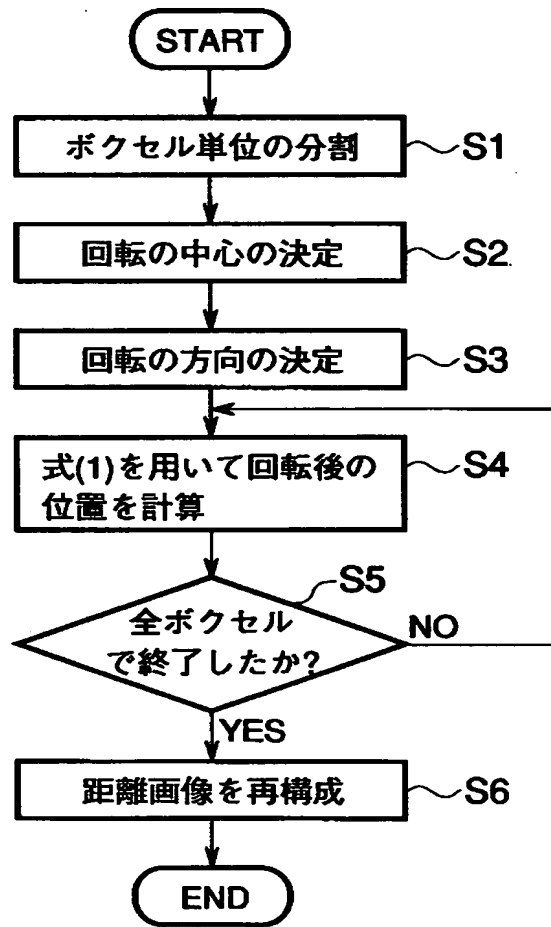 START
ボクセル単位の分割
S1
回転の中心の決定
S2
回転の方向の決定
S3
式(1)を用いて回転後の
位置を計算
S4
S5
全ボクセル
で終了したか?
NO
YES
距離画像を再構成
S6
END